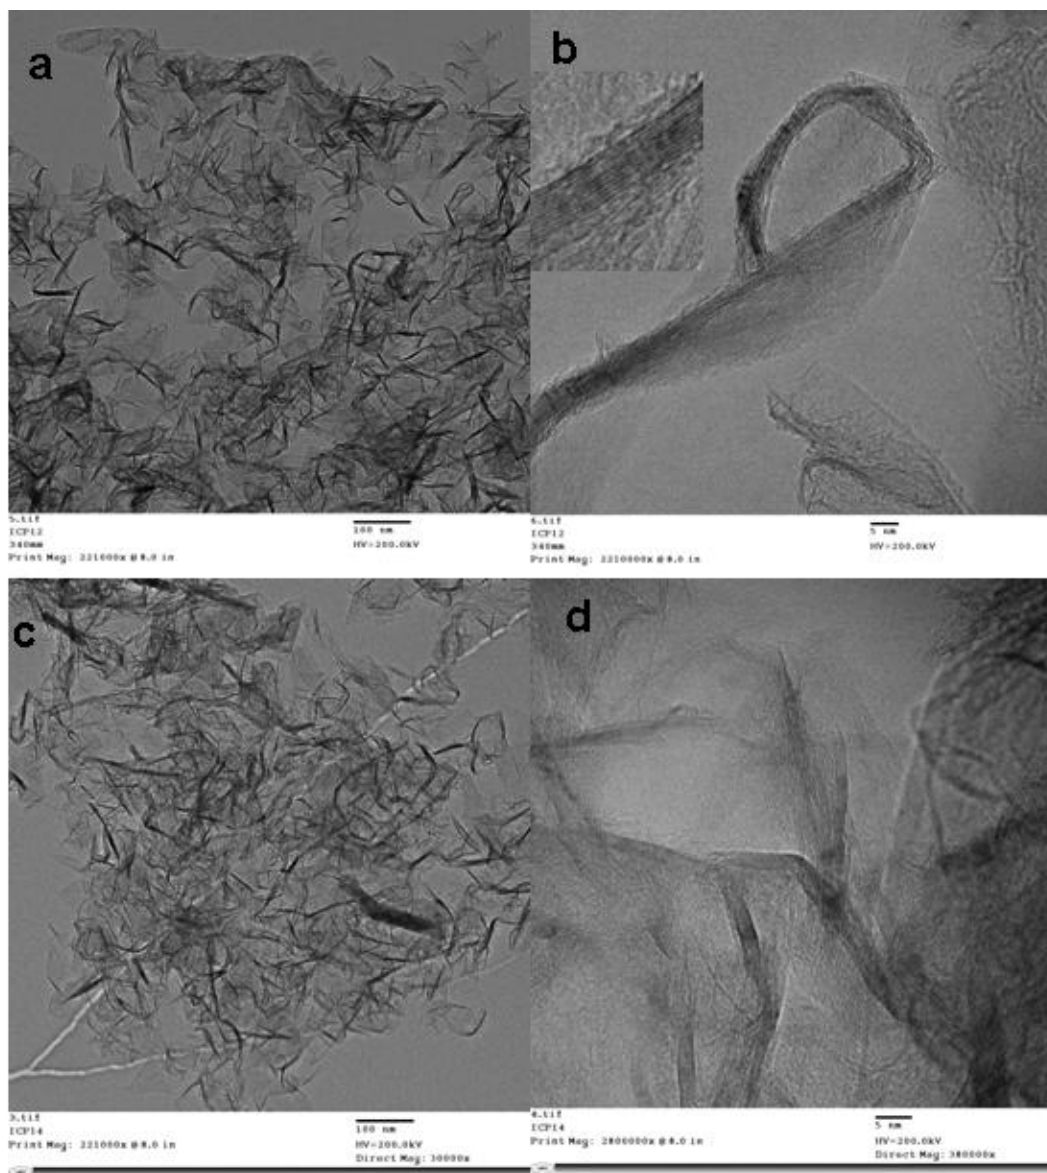 a
b
5.tif
ICP12
340mm
Print Mag: 221000x @ 8.0 in
100 nm
HV=200.0kV
6.tif
ICP12
340mm
Print Mag: 2210000x @ 8.0 in
5 nm
HV=200.0kV
c
d
3.tif
ICP14
Print Mag: 221000x @ 8.0 in
100 nm
HV=200.0kV
Direct Mag: 30000x
4.tif
ICP14
Print Mag: 2800000x @ 8.0 in
5 nm
HV=200.0kV
Direct Mag: 380000x